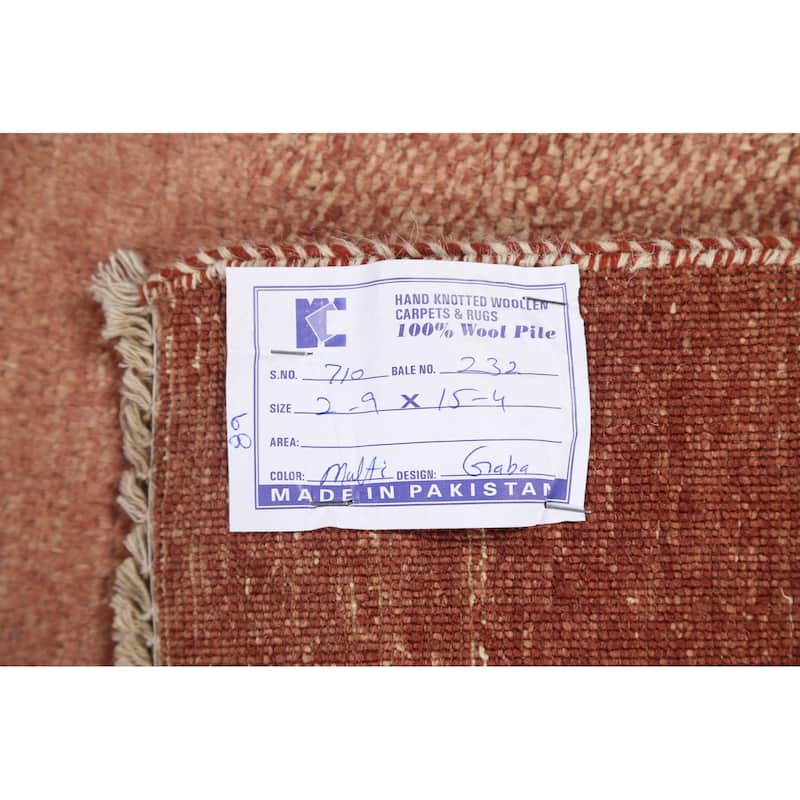 MC
HAND KNOTTED WOOLLEN
CARPETS & RUGS
100% Wool Pile
S.NO. 710 BALE NO. 232
SIZE 2-9 X 15-4
AREA:
COLOR: Multi DESIGN: Gaba
MADE IN PAKISTAN